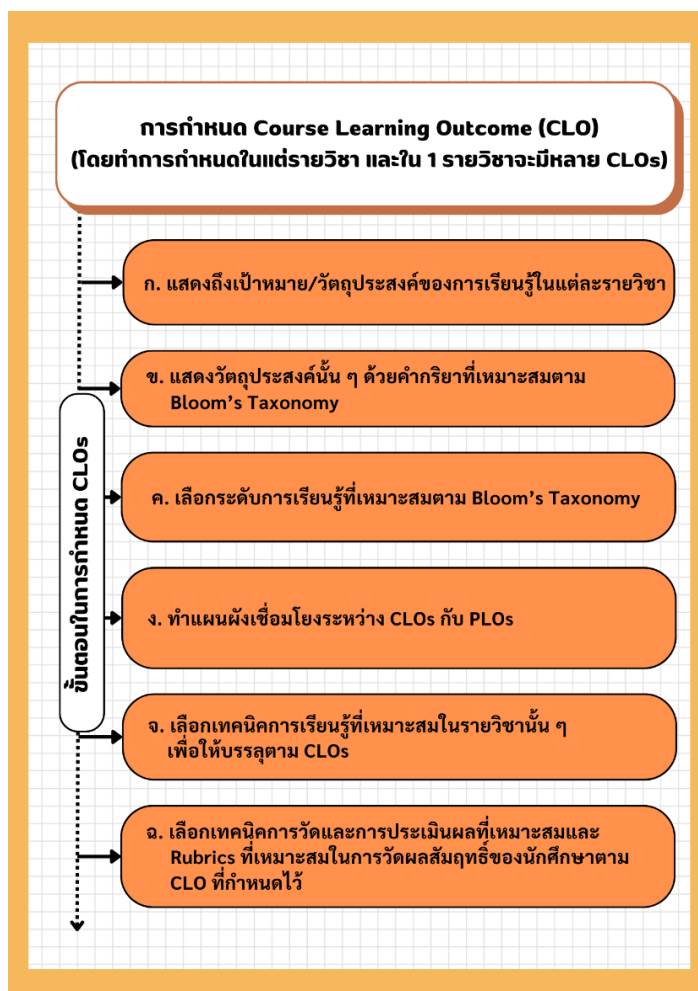 การกำหนด Course Learning Outcome (CLO)
(โดยทำการกำหนดในแต่รายวิชา และใน 1 รายวิชาจะมีหลาย CLOs)
ขั้นตอนในการกำหนด CLOs
ก. แสดงถึงเป้าหมาย/วัตถุประสงค์ของการเรียนรู้ในแต่ละรายวิชา
ข. แสดงวัตถุประสงค์นั้น ๆ ด้วยคำกริยาที่เหมาะสมตาม
Bloom’s Taxonomy
ค. เลือกระดับการเรียนรู้ที่เหมาะสมตาม Bloom’s Taxonomy
ง. ทำแผนผังเชื่อมโยงระหว่าง CLOs กับ PLOs
จ. เลือกเทคนิคการเรียนรู้ที่เหมาะสมในรายวิชานั้น ๆ
เพื่อให้บรรลุตาม CLOs
ฉ. เลือกเทคนิคการวัดและการประเมินผลที่เหมาะสมและ
Rubrics ที่เหมาะสมในการวัดผลสัมฤทธิ์ของนักศึกษาตาม
CLO ที่กำหนดไว้